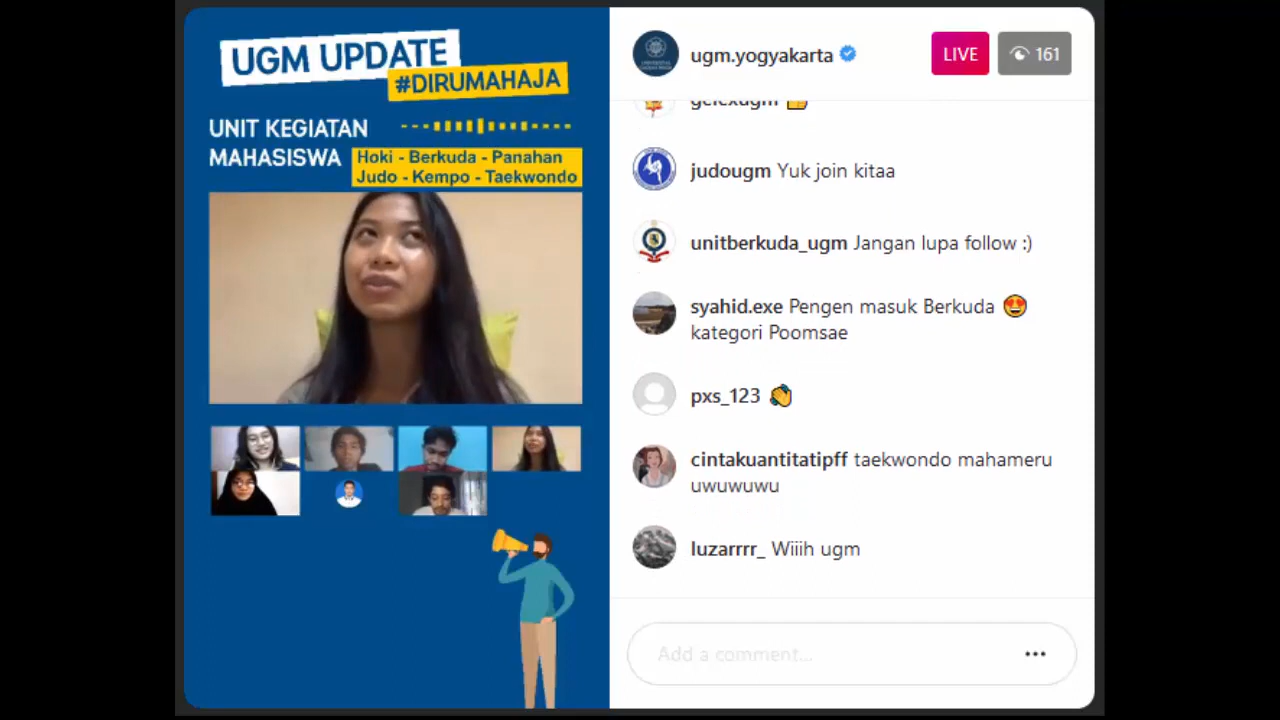 UGM UPDATE
#DIRUMAHAJA
UNIT KEGIATAN
MAHASISWA
Hoki - Berkuda - Panahan
Judo - Kempo - Taekwondo
ugm.yogyakarta
LIVE
161
gelexugm
judougm Yuk join kitaa
unitberkuda_ugm Jangan lupa follow :)
syahid.exe Pengen masuk Berkuda 😍
kategori Poomsae
pxs_123 👏
cintakuantitatipff taekwondo mahameru
uwuwuwu
luzarrrr_ Wiiih ugm
Add a comment...